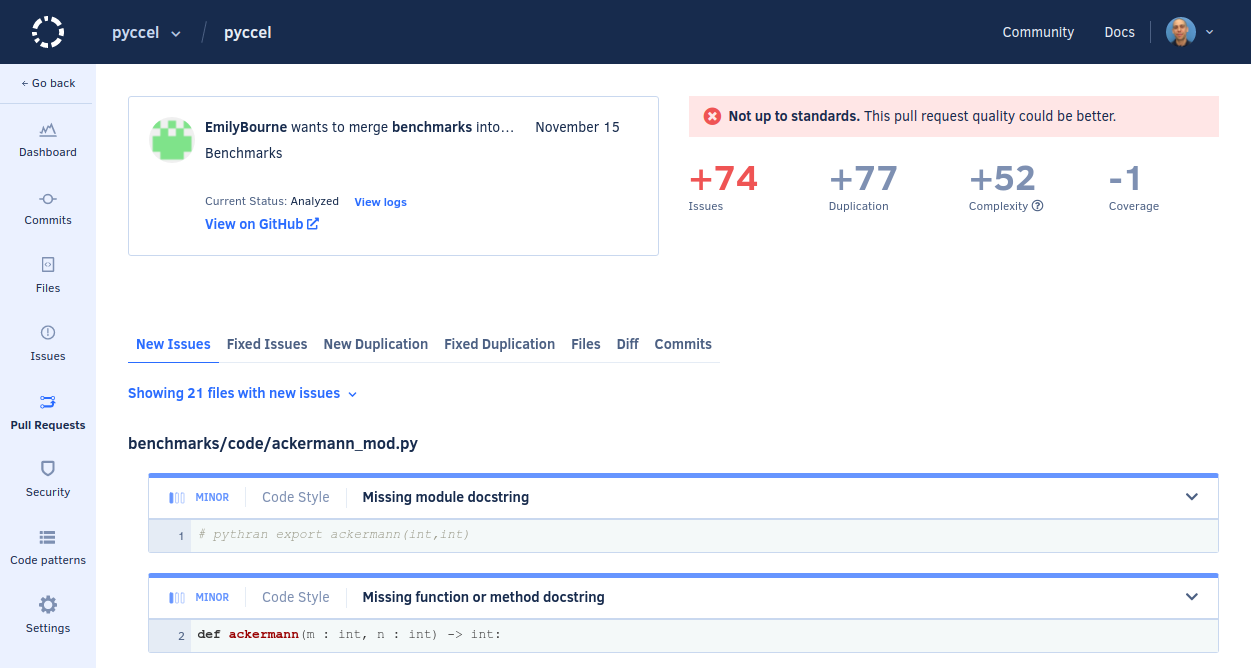 pyccel / pyccel Community Docs
← Go back
Dashboard
Commits
Files
Issues
Pull Requests
Security
Code patterns
Settings
EmilyBourne wants to merge benchmarks into… November 15
Benchmarks
Current Status: Analyzed View logs
View on GitHub
Not up to standards. This pull request quality could be better.
+74 +77 +52 -1
Issues Duplication Complexity ? Coverage
New Issues Fixed Issues New Duplication Fixed Duplication Files Diff Commits
Showing 21 files with new issues
benchmarks/code/ackermann_mod.py
MINOR Code Style Missing module docstring
1 # pythran export ackermann(int,int)
MINOR Code Style Missing function or method docstring
2 def ackermann(m : int, n : int) -> int: